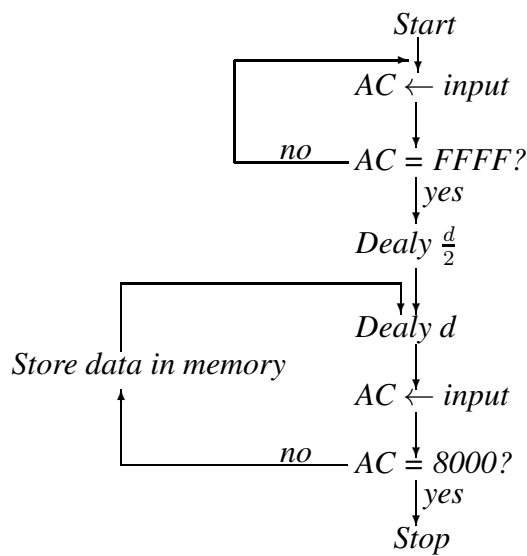 Start
AC ← input
no AC = FFFF?
yes
Dealy d/2
Dealy d
Store data in memory
AC ← input
no AC = 8000?
yes
Stop